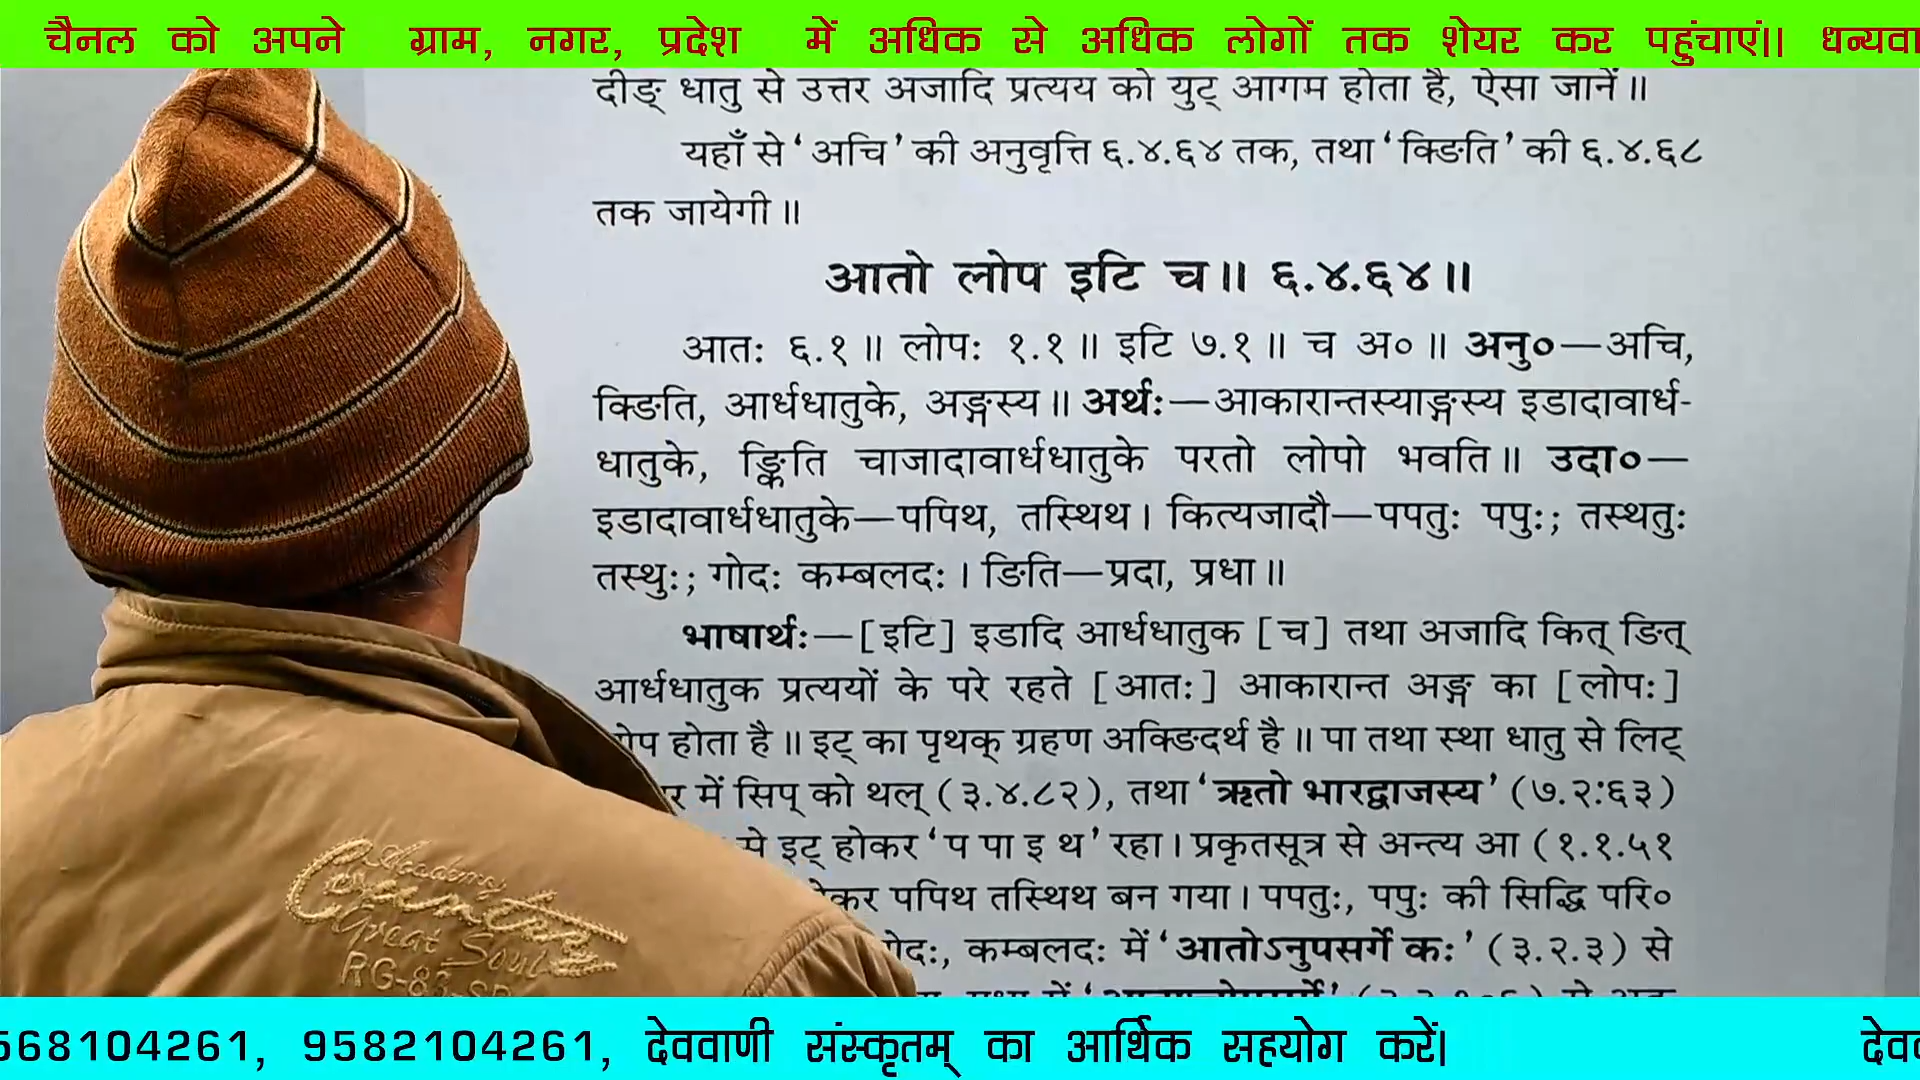 चैनल को अपने ग्राम, नगर, प्रदेश में अधिक से अधिक लोगों तक शेयर कर पहुंचाएं।।
दीङ् धातु से उत्तर अजादि प्रत्यय को युट् आगम होता है, ऐसा जानें॥
यहाँ से ‘अचि’ की अनुवृत्ति ६.४.६४ तक, तथा ‘क्ङिति’ की ६.४.६८
तक जायेगी॥
आतो लोप इटि च॥ ६.४.६४॥
आतः ६.१॥ लोपः १.१॥ इटि ७.१॥ च अ०॥ अनु०—अचि,
क्ङिति, आर्धधातुके, अङ्गस्य॥ अर्थः—आकारान्तस्याङ्गस्य इडादावार्ध-
धातुके, ङ्किति चाजादावार्धधातुके परतो लोपो भवति॥ उदा०—
इडादावार्धधातुके—पपिथ, तस्थिथ। कित्यजादौ—पपतुः पपुः; तस्थतुः
तस्थुः; गोदः कम्बलदः। ङिति—प्रदा, प्रधा॥
भाषार्थः—[इटि] इडादि आर्धधातुक [च] तथा अजादि कित् ङित्
आर्धधातुक प्रत्ययों के परे रहते [आतः] आकारान्त अङ्ग का [लोपः]
होता है॥ इट् का पृथक् ग्रहण अक्ङिदर्थ है॥ पा तथा स्था धातु से लिट्
में सिप् को थल् (३.४.८२), तथा ‘ऋतो भारद्वाजस्य’ (७.२.६३)
से इट् होकर ‘प पा इ थ’ रहा। प्रकृतसूत्र से अन्त्य आ (१.१.५१
पपिथ तस्थिथ बन गया। पपतुः, पपुः की सिद्धि परि०
कम्बलदः में ‘आतोऽनुपसर्गे कः’ (३.२.३) से
Academy
Great Soul
9582104261, देववाणी संस्कृतम् का आर्थिक सहयोग करें।